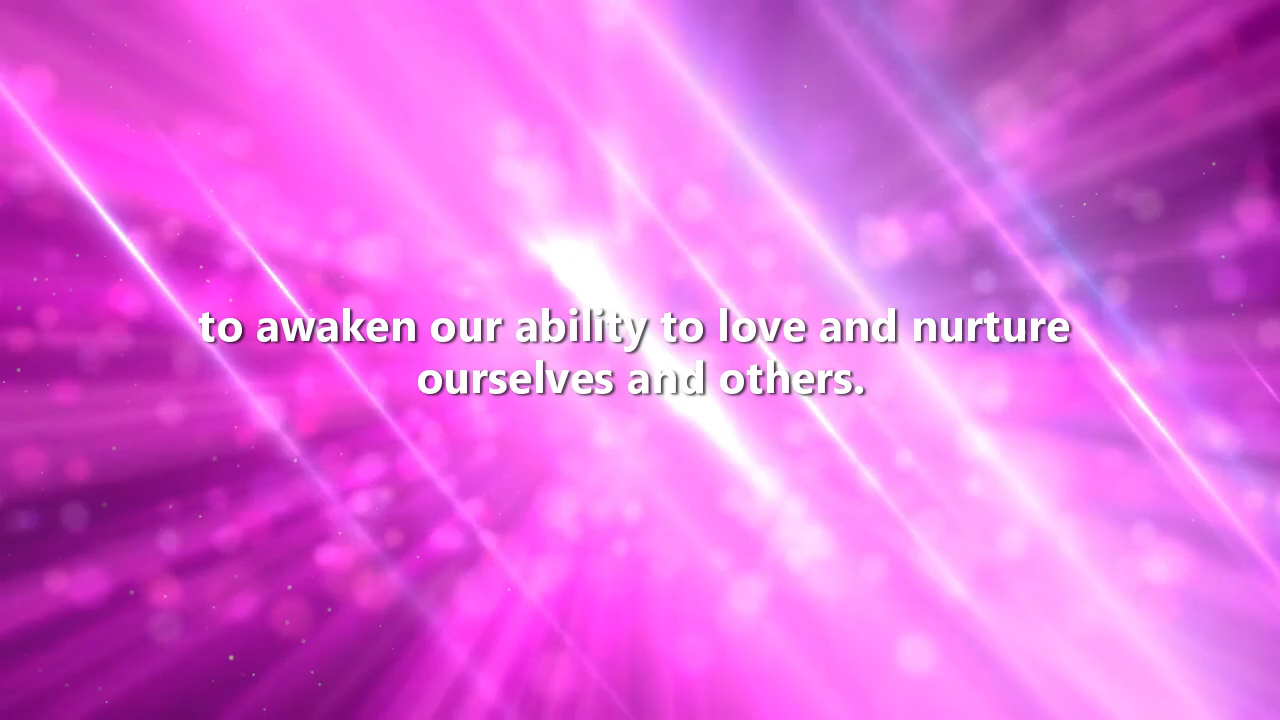 to awaken our ability to love and nurture
ourselves and others.